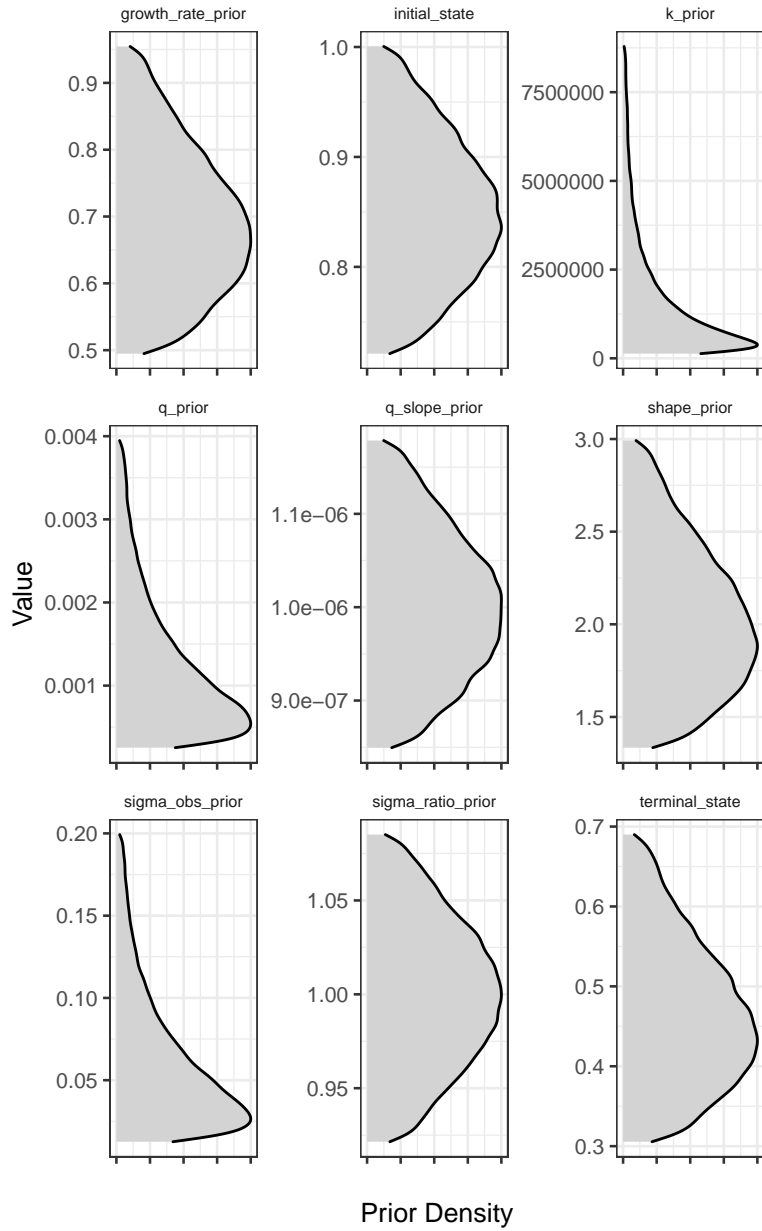 growth_rate_prior
initial_state
k_prior
0.9
0.8
0.7
0.6
0.5
1.0
0.9
0.8
7500000
5000000
2500000
0
q_prior
q_slope_prior
shape_prior
0.004
0.003
0.002
0.001
1.1e−06
1.0e−06
9.0e−07
3.0
2.5
2.0
1.5
Value
sigma_obs_prior
sigma_ratio_prior
terminal_state
0.20
0.15
0.10
0.05
1.05
1.00
0.95
0.7
0.6
0.5
0.4
0.3
Prior Density